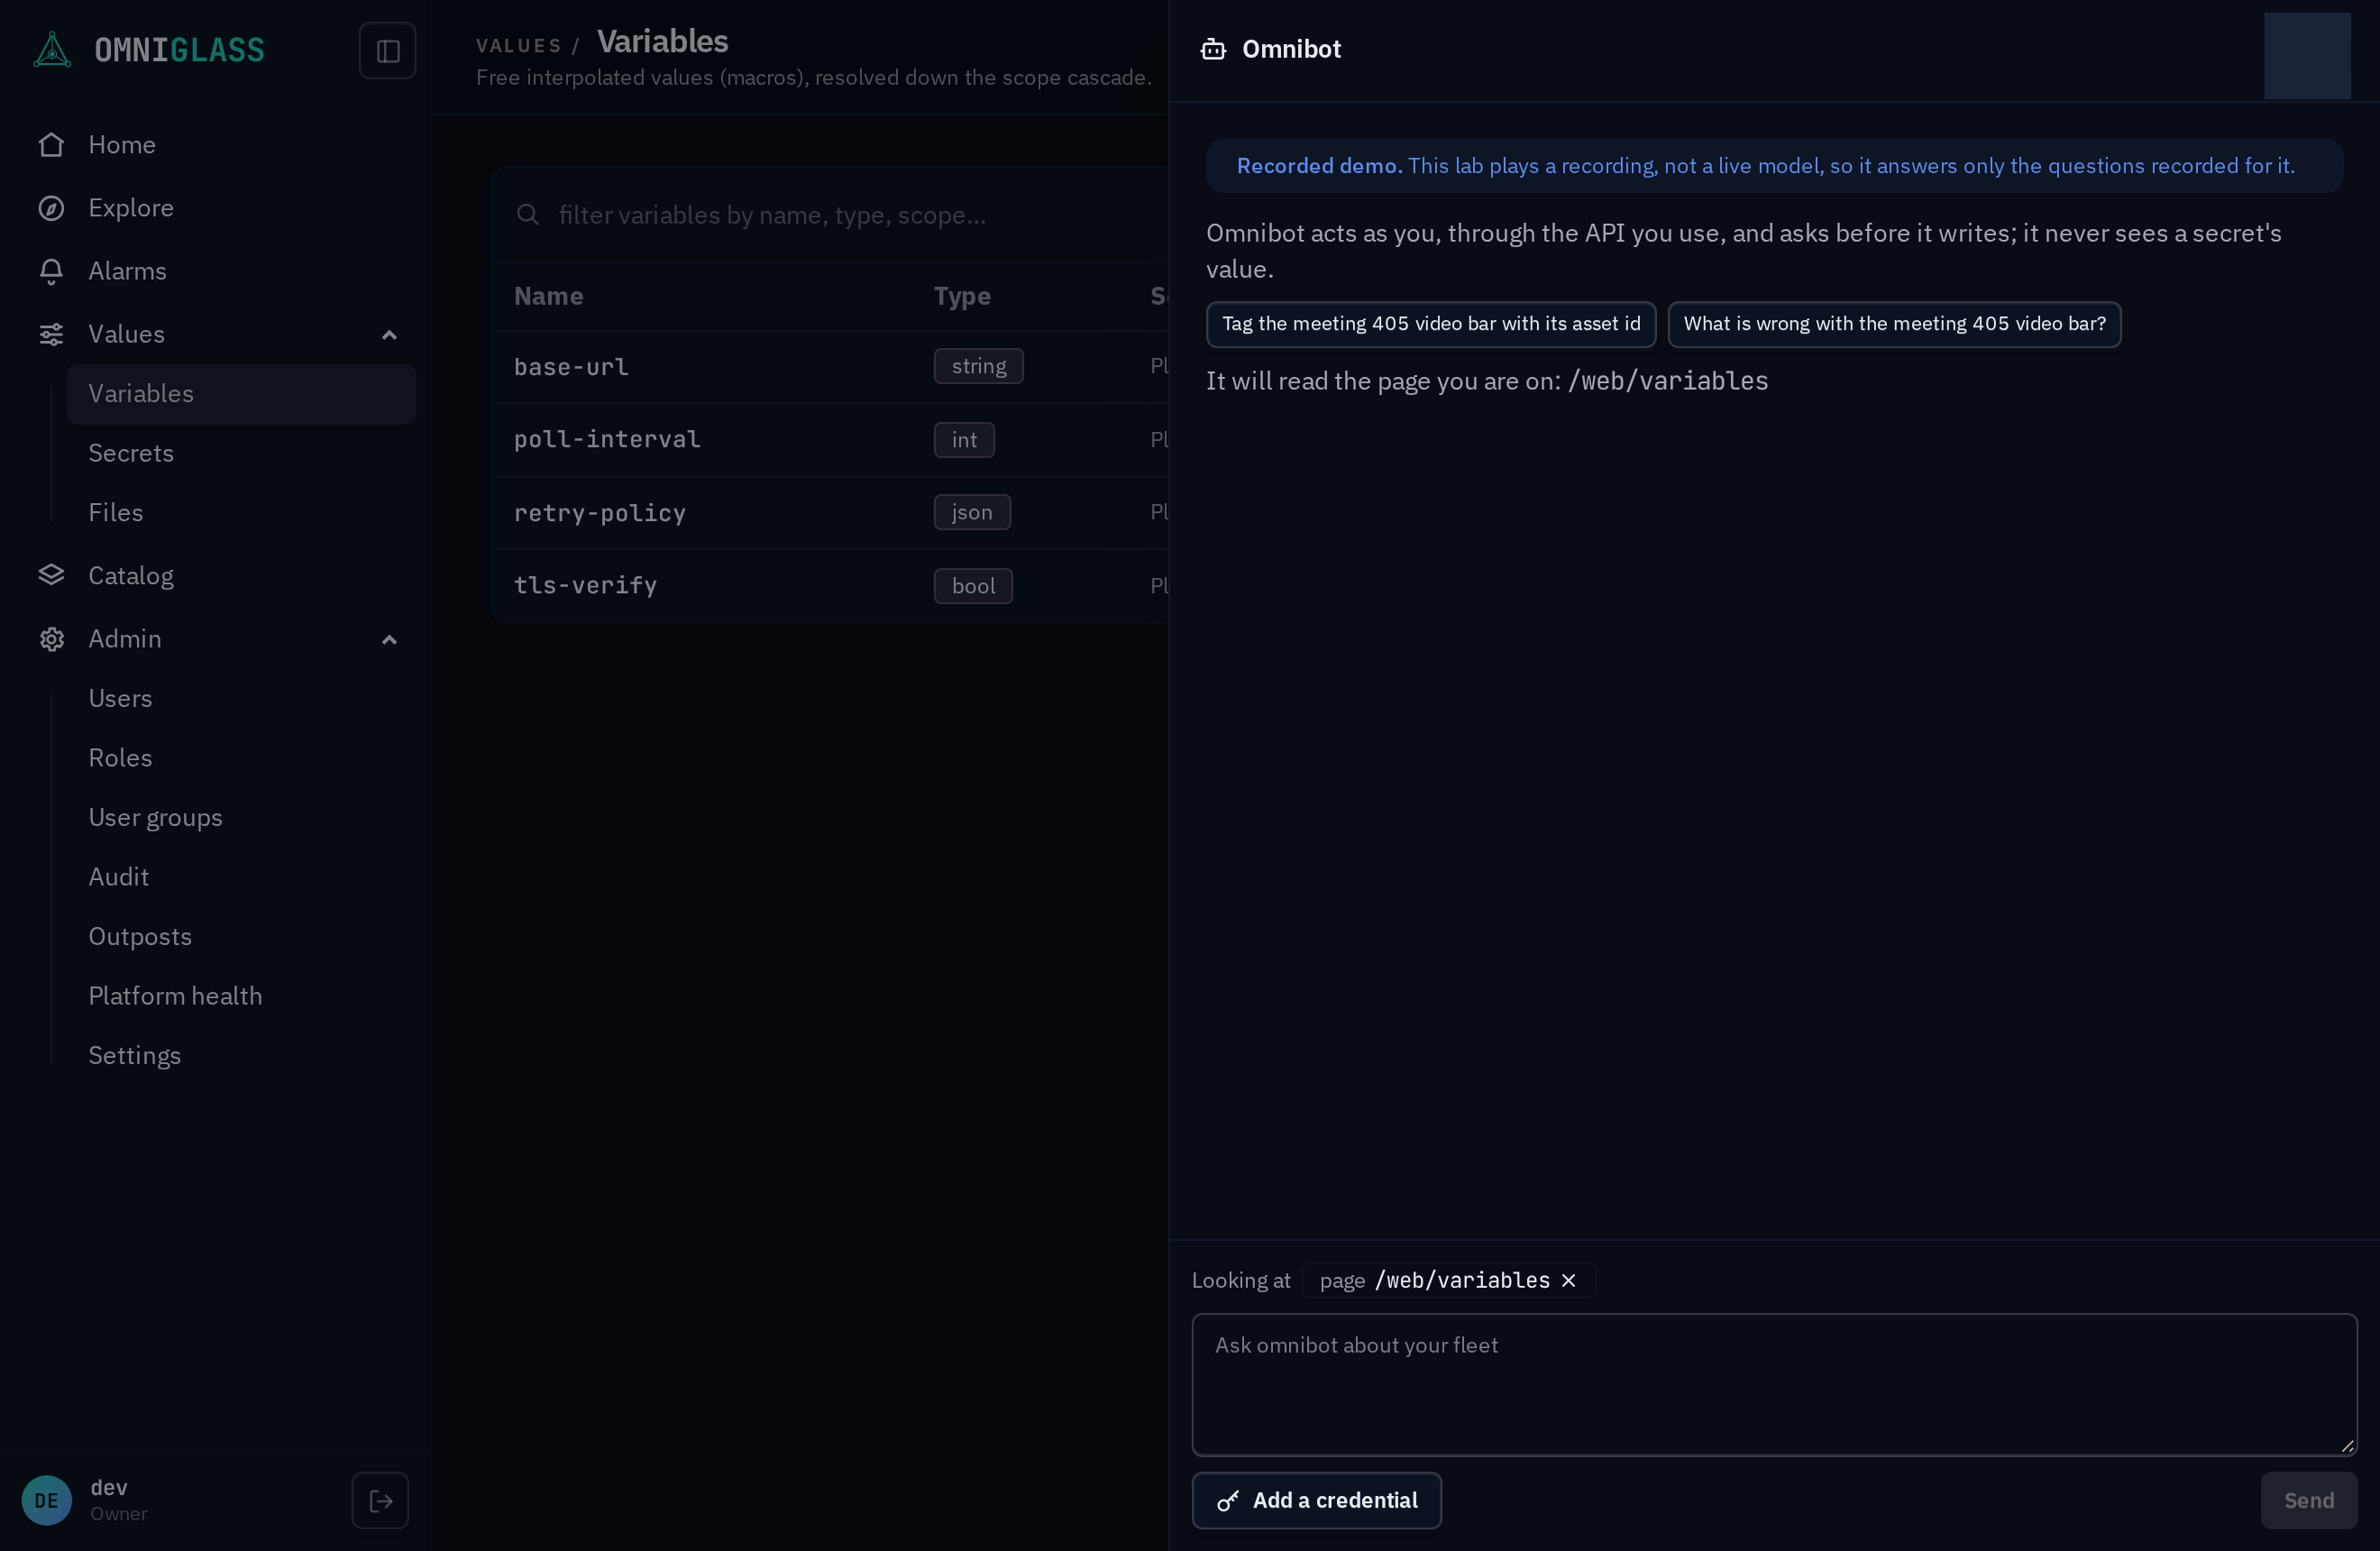 OMNIGLASS
Home
Explore
Alarms
Values
Variables
Secrets
Files
Catalog
Admin
Users
Roles
User groups
Audit
Outposts
Platform health
Settings
DE
dev
Owner
VALUES / Variables
Free interpolated values (macros), resolved down the scope cascade.
filter variables by name, type, scope...
Name Type
base-url string
poll-interval int
retry-policy json
tls-verify bool
Omnibot
Recorded demo. This lab plays a recording, not a live model, so it answers only the questions recorded for it.
Omnibot acts as you, through the API you use, and asks before it writes; it never sees a secret's
value.
Tag the meeting 405 video bar with its asset id
What is wrong with the meeting 405 video bar?
It will read the page you are on: /web/variables
Looking at page /web/variables
Ask omnibot about your fleet
Add a credential
Send